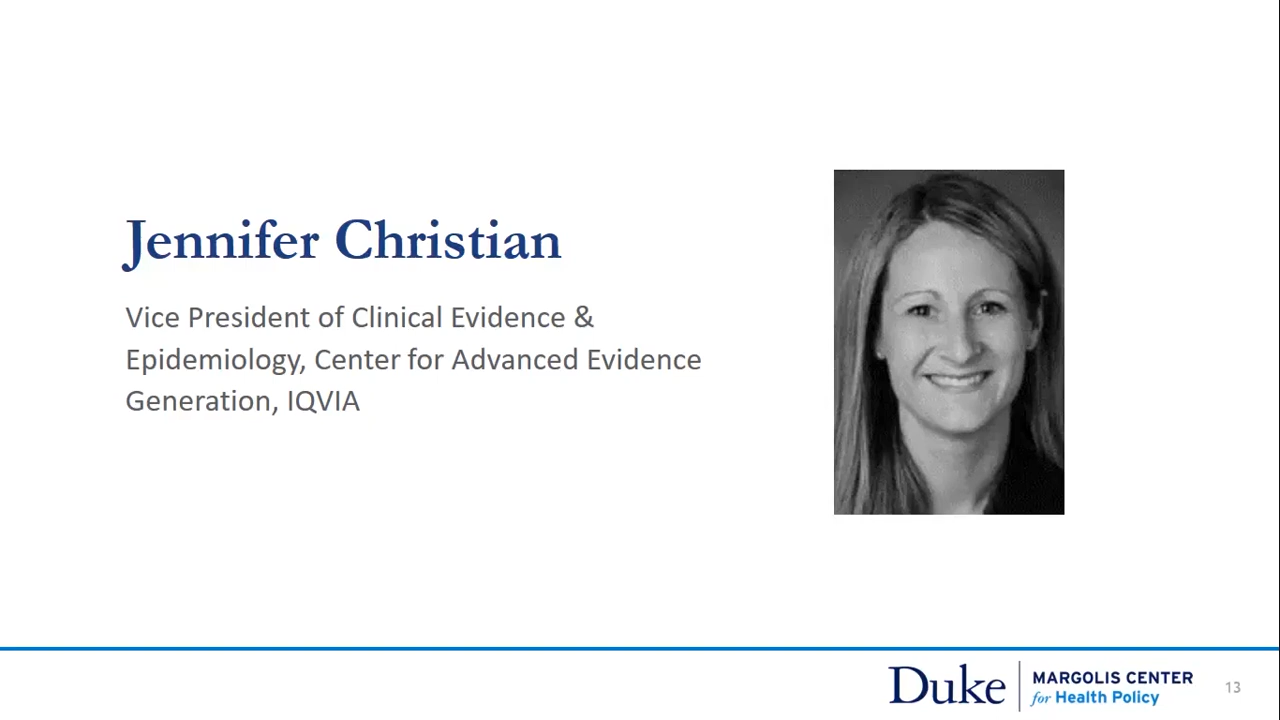 Jennifer Christian
Vice President of Clinical Evidence &
Epidemiology, Center for Advanced Evidence
Generation, IQVIA
Duke
MARGOLIS CENTER
for Health Policy
13